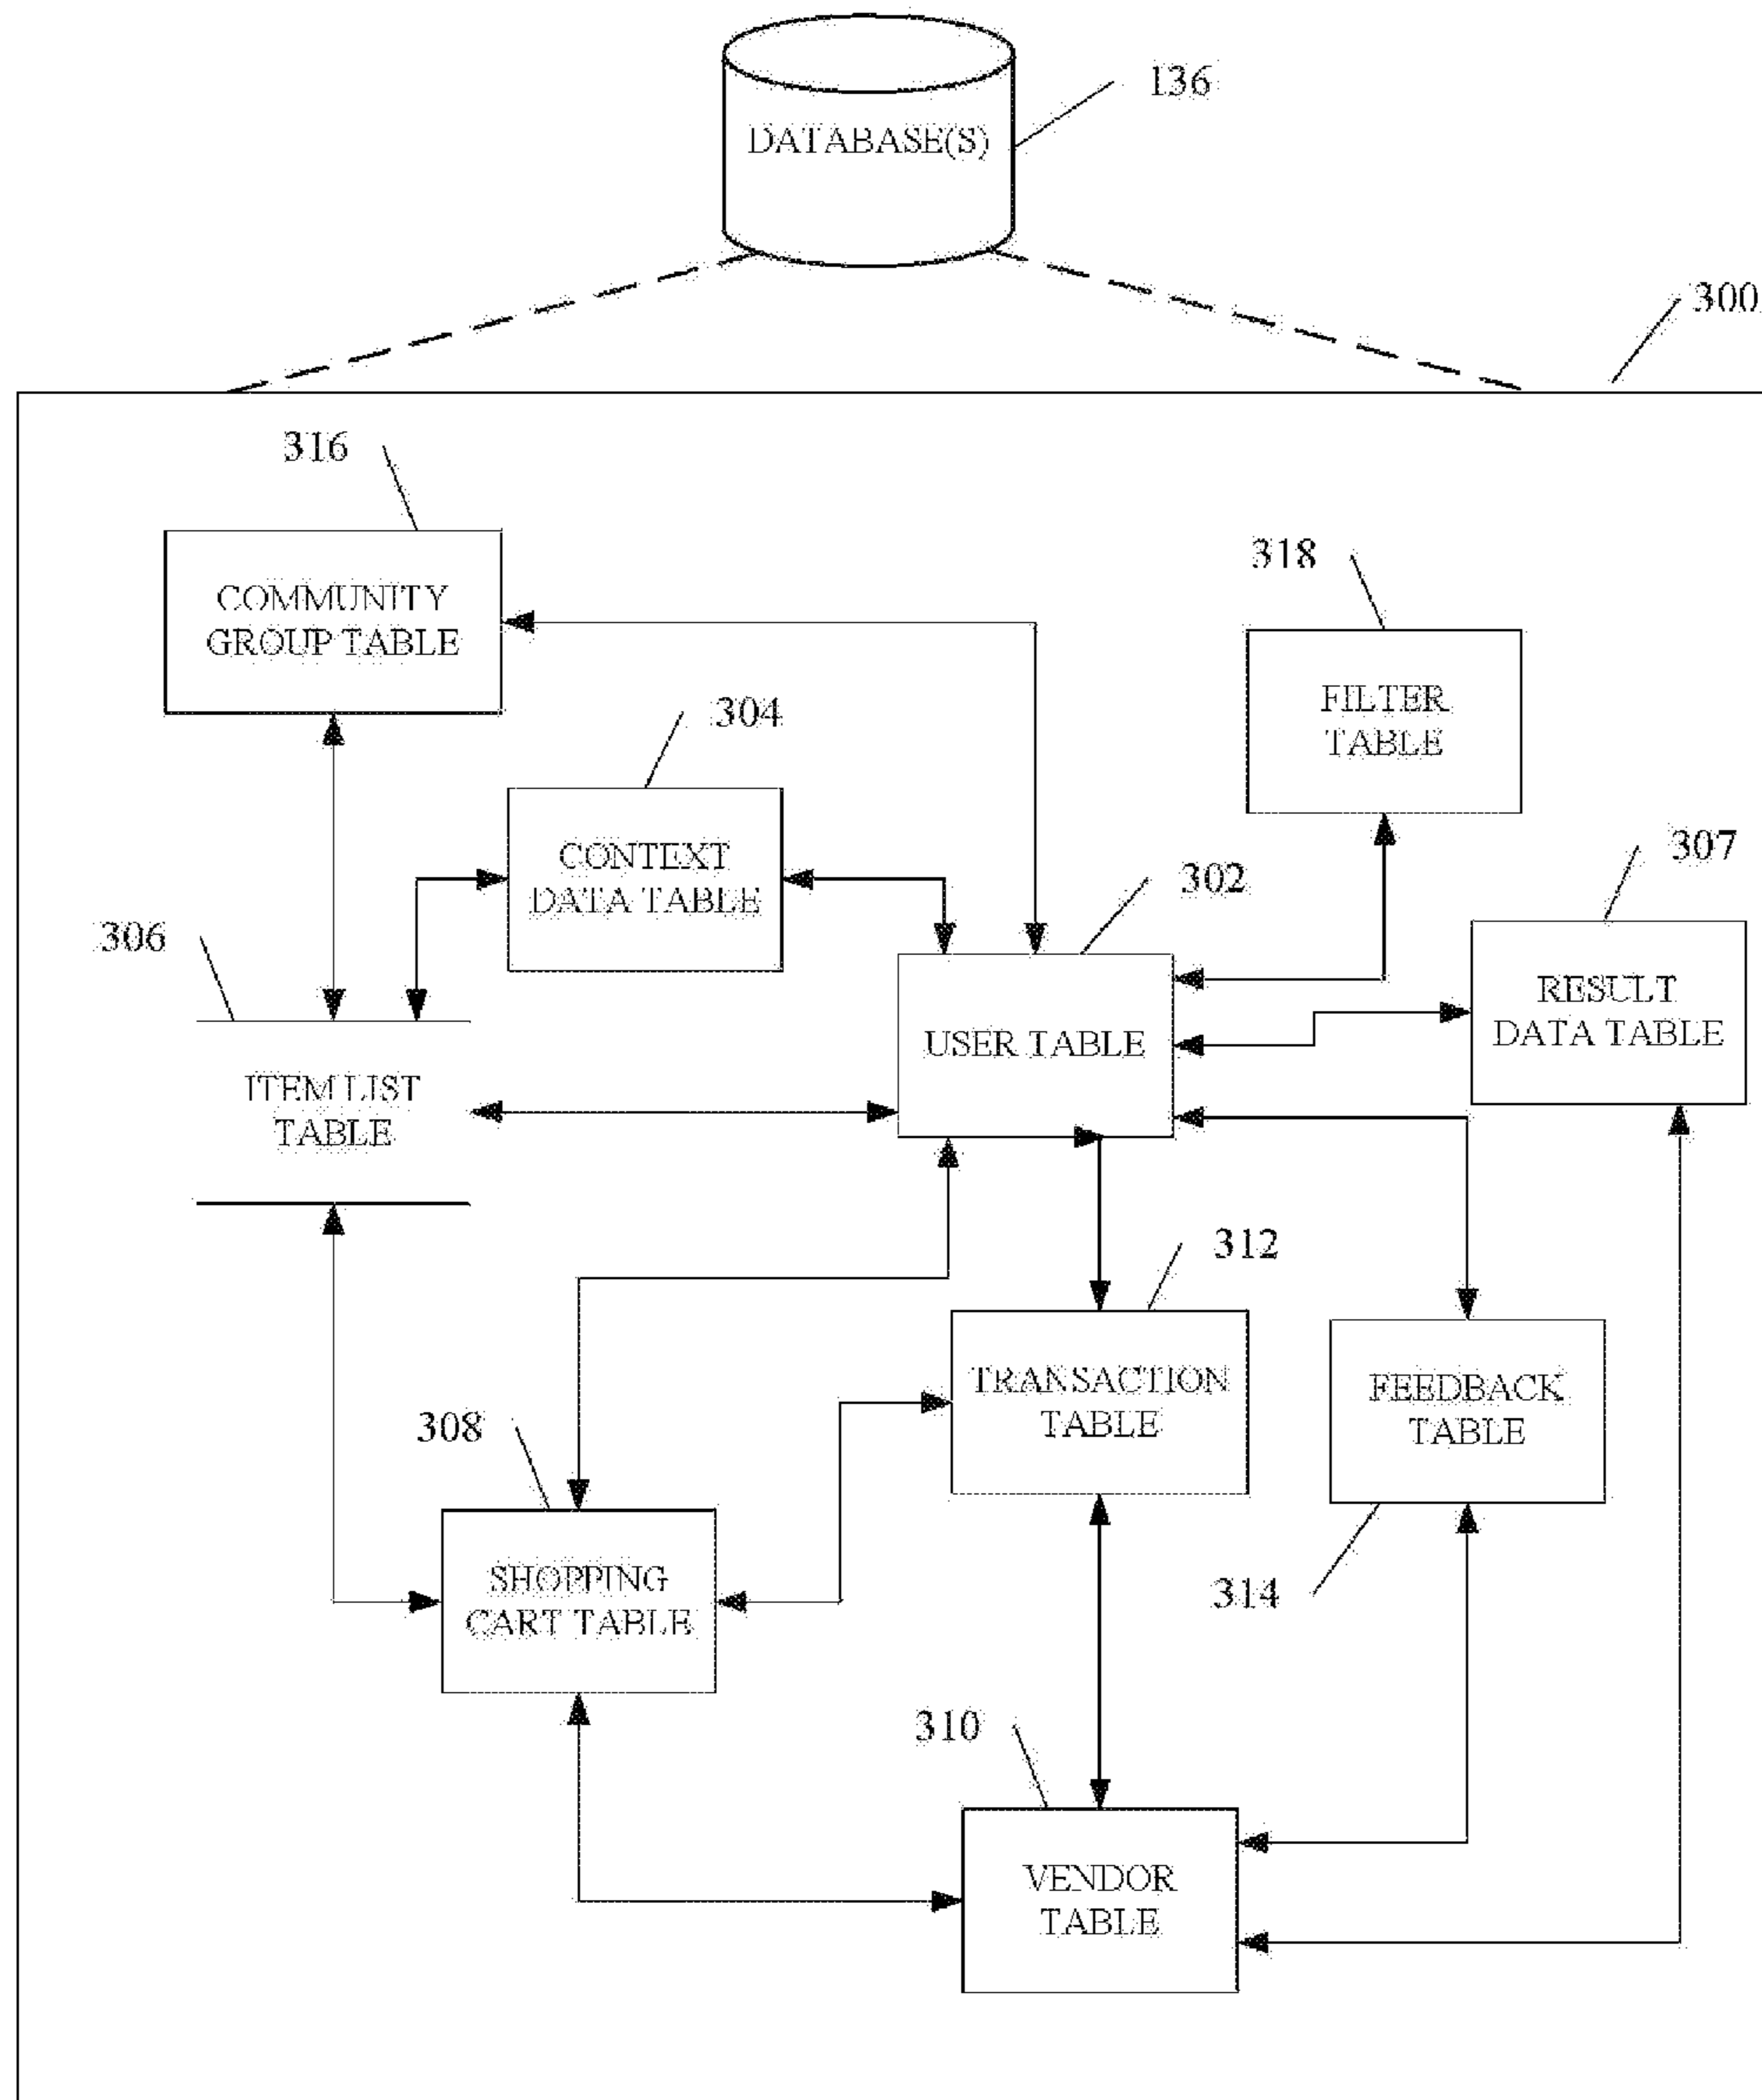 136
DATABASE(S)
300
316
COMMUNITY
GROUP TABLE
318
FILTER
TABLE
304
CONTEXT
DATA TABLE
302
307
306
RESULT
DATA TABLE
USER TABLE
ITEM LIST
TABLE
312
TRANSACTION
TABLE
FEEDBACK
TABLE
308
314
SHOPPING
CART TABLE
310
VENDOR
TABLE